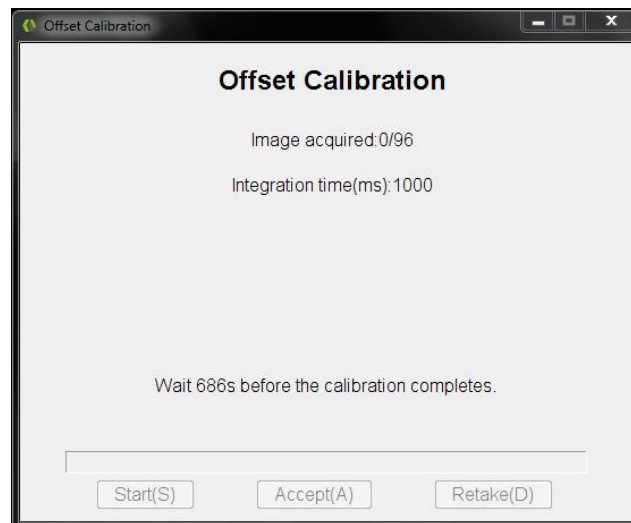 Offset Calibration
Offset Calibration
Image acquired:0/96
Integration time(ms):1000
Wait 686s before the calibration completes.
Start(S) Accept(A) Retake(D)